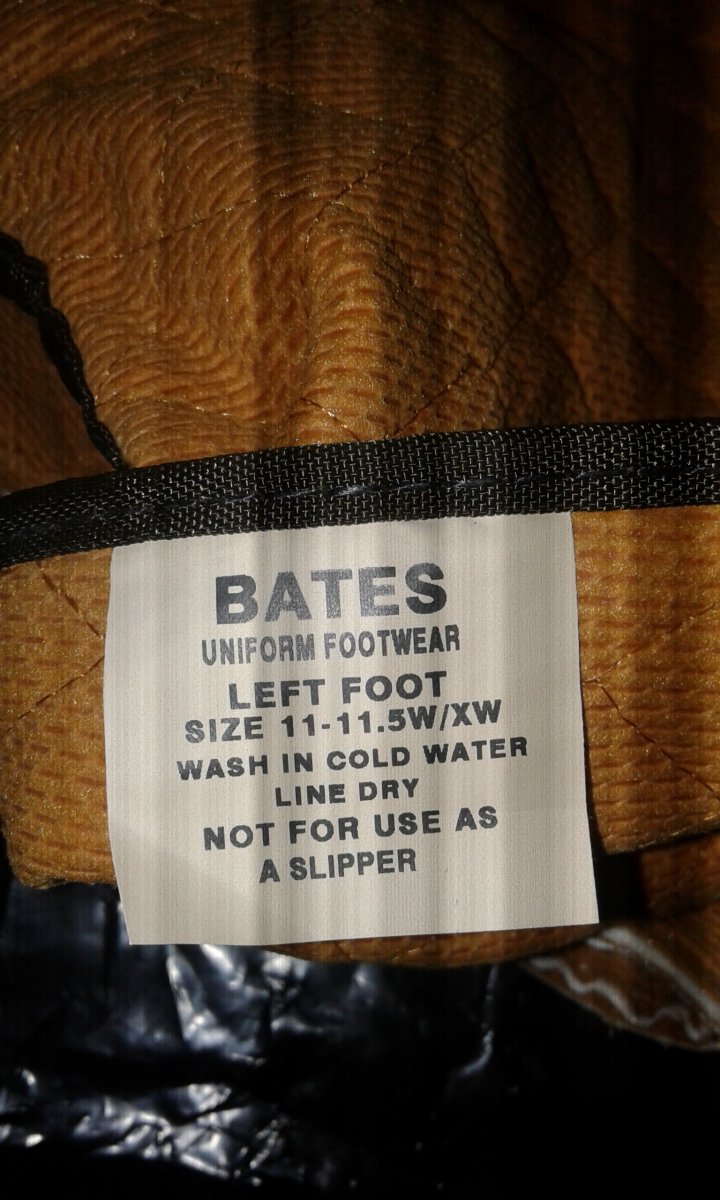 BATES
UNIFORM FOOTWEAR
LEFT FOOT
SIZE 11-11.5W/XW
WASH IN COLD WATER
LINE DRY
NOT FOR USE AS
A SLIPPER